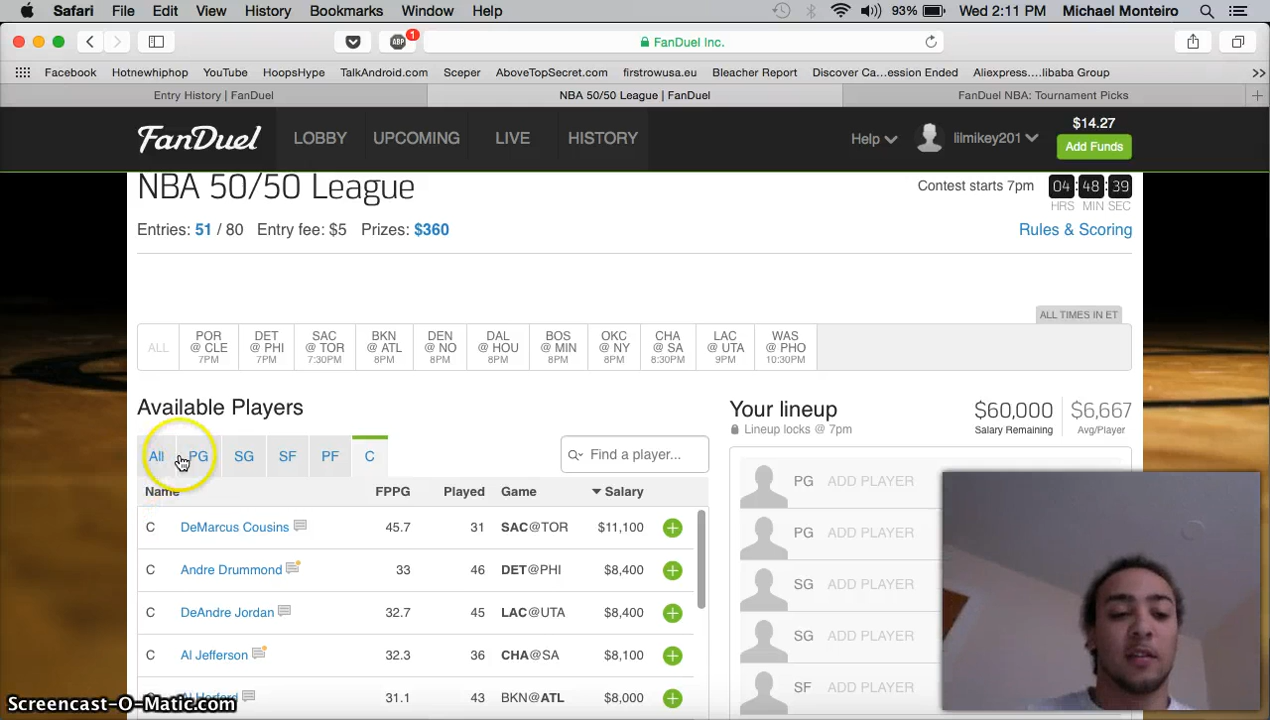 Safari File Edit View History Bookmarks Window Help 93% Wed 2:11 PM Michael Monteiro
ABP 1 FanDuel Inc.
Facebook Hotnewhiphop YouTube HoopsHype TalkAndroid.com Sceper AboveTopSecret.com firstrowusa.eu Bleacher Report Discover Ca...ession Ended Aliexpress....libaba Group >>
Entry History | FanDuel NBA 50/50 League | FanDuel FanDuel NBA: Tournament Picks +
FanDuel LOBBY UPCOMING LIVE HISTORY Help lilmikey201 $14.27
Add Funds
NBA 50/50 League Contest starts 7pm 04 : 48 : 39
HRS MIN SEC
Entries: 51 / 80 Entry fee: $5 Prizes: $360 Rules & Scoring
ALL TIMES IN ET
ALL
POR @ CLE 7PM
DET @ PHI 7PM
SAC @ TOR 7:30PM
BKN @ ATL 8PM
DEN @ NO 8PM
DAL @ HOU 8PM
BOS @ MIN 8PM
OKC @ NY 8PM
CHA @ SA 8:30PM
LAC @ UTA 9PM
WAS @ PHO 10:30PM
Available Players
All PG SG SF PF C Find a player...
Name FPPG Played Game Salary
C DeMarcus Cousins 45.7 31 SAC@TOR $11,100
C Andre Drummond 33 46 DET@PHI $8,400
C DeAndre Jordan 32.7 45 LAC@UTA $8,400
C Al Jefferson 32.3 36 CHA@SA $8,100
Al Horford 31.1 43 BKN@ATL $8,000
Your lineup $60,000 $6,667
Lineup locks @ 7pm Salary Remaining Avg/Player
PG ADD PLAYER
PG ADD PLAYER
SG ADD PLAYER
SG ADD PLAYER
SF ADD PLAYER
Screencast-O-Matic.com